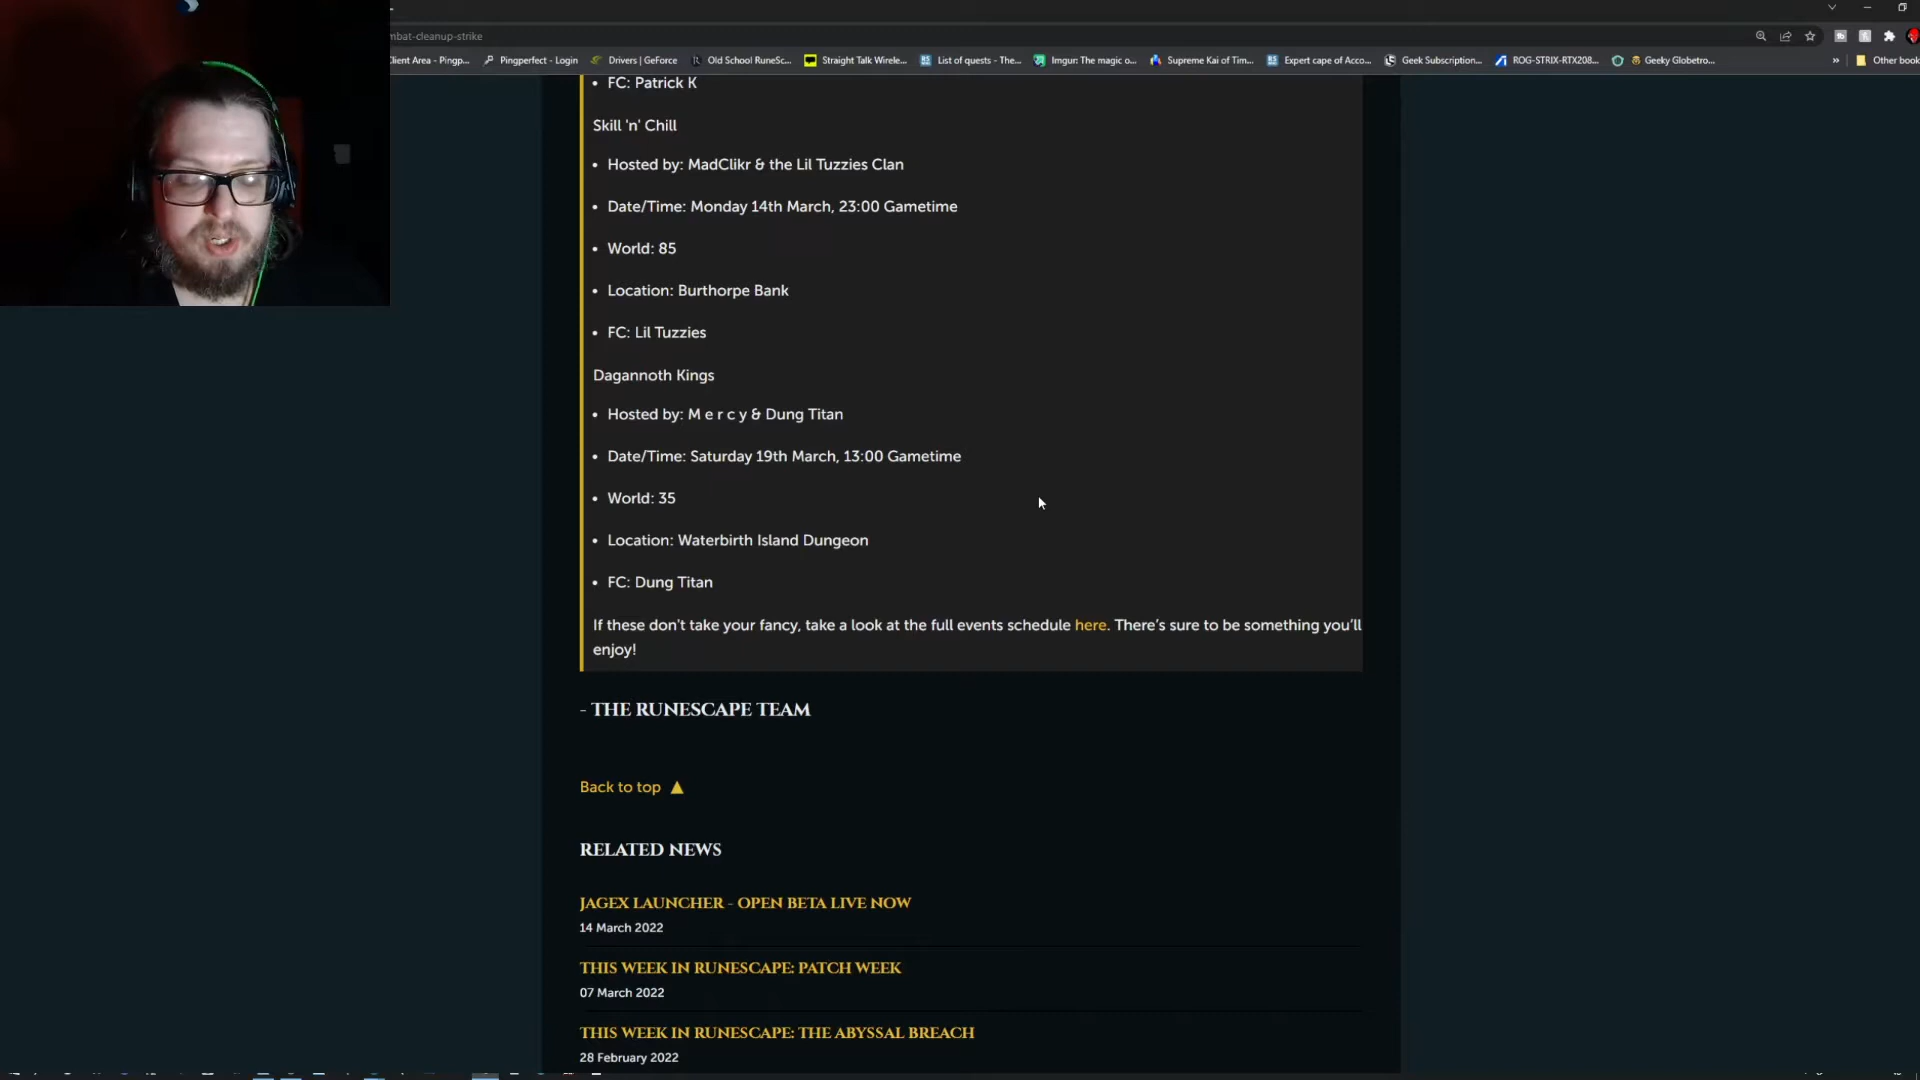 mbat-cleanup-strike
Client Area - Pingp...
Pingperfect - Login
Drivers | GeForce
Old School RuneSc...
Straight Talk Wirele...
List of quests - The...
Imgur: The magic o...
Supreme Kai of Tim...
Expert cape of Acco...
Geek Subscription...
ROG-STRIX-RTX208...
Geeky Globetro...
»
Other book
• FC: Patrick K
Skill 'n' Chill
• Hosted by: MadClikr & the Lil Tuzzies Clan
• Date/Time: Monday 14th March, 23:00 Gametime
• World: 85
• Location: Burthorpe Bank
• FC: Lil Tuzzies
Dagannoth Kings
• Hosted by: M e r c y & Dung Titan
• Date/Time: Saturday 19th March, 13:00 Gametime
• World: 35
• Location: Waterbirth Island Dungeon
• FC: Dung Titan
If these don't take your fancy, take a look at the full events schedule here. There's sure to be something you'll
enjoy!
- THE RUNESCAPE TEAM
Back to top ▲
RELATED NEWS
JAGEX LAUNCHER - OPEN BETA LIVE NOW
14 March 2022
THIS WEEK IN RUNESCAPE: PATCH WEEK
07 March 2022
THIS WEEK IN RUNESCAPE: THE ABYSSAL BREACH
28 February 2022